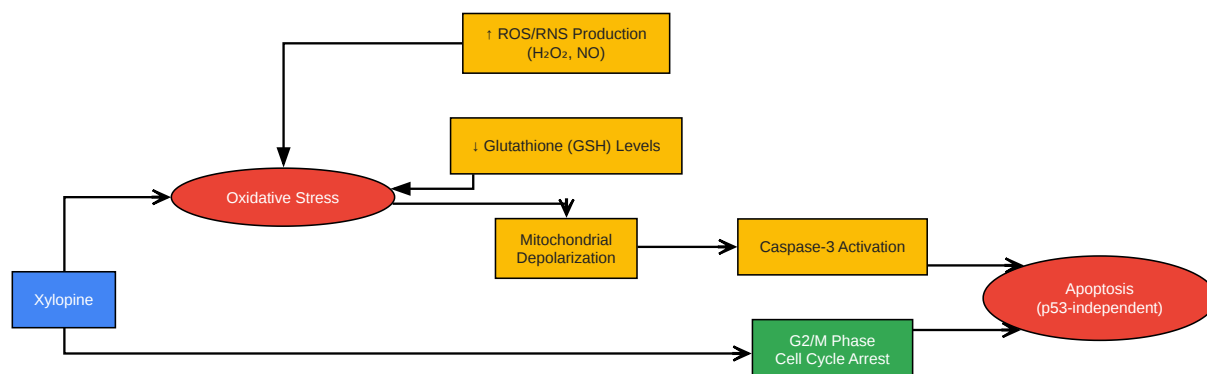 ↑ ROS/RNS Production
(H₂O₂, NO)
↓ Glutathione (GSH) Levels
Oxidative Stress
Mitochondrial
Depolarization
Caspase-3 Activation
Xylopine
Apoptosis
(p53-independent)
G2/M Phase
Cell Cycle Arrest